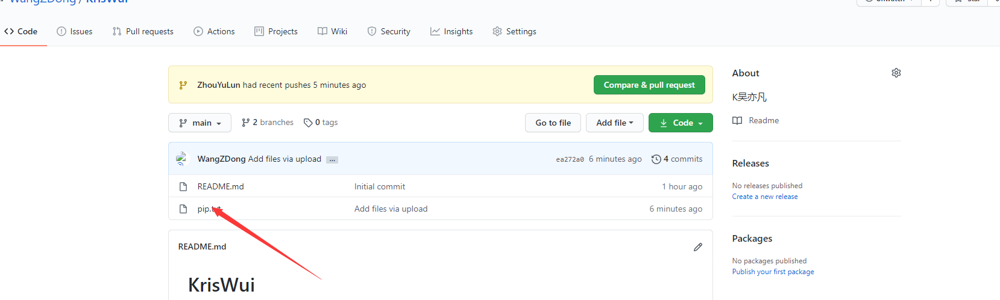 WangZDong / KrisWui
Unwatch
Star
Code Issues Pull requests Actions Projects Wiki Security Insights Settings
ZhouYuLun had recent pushes 5 minutes ago
Compare & pull request
main 2 branches 0 tags
Go to file Add file Code
WangZDong Add files via upload ... ea272a0 6 minutes ago 4 commits
README.md Initial commit 1 hour ago
pip.txt Add files via upload 6 minutes ago
README.md
KrisWui
About
K吴亦凡
Readme
Releases
No releases published
Create a new release
Packages
No packages published
Publish your first package